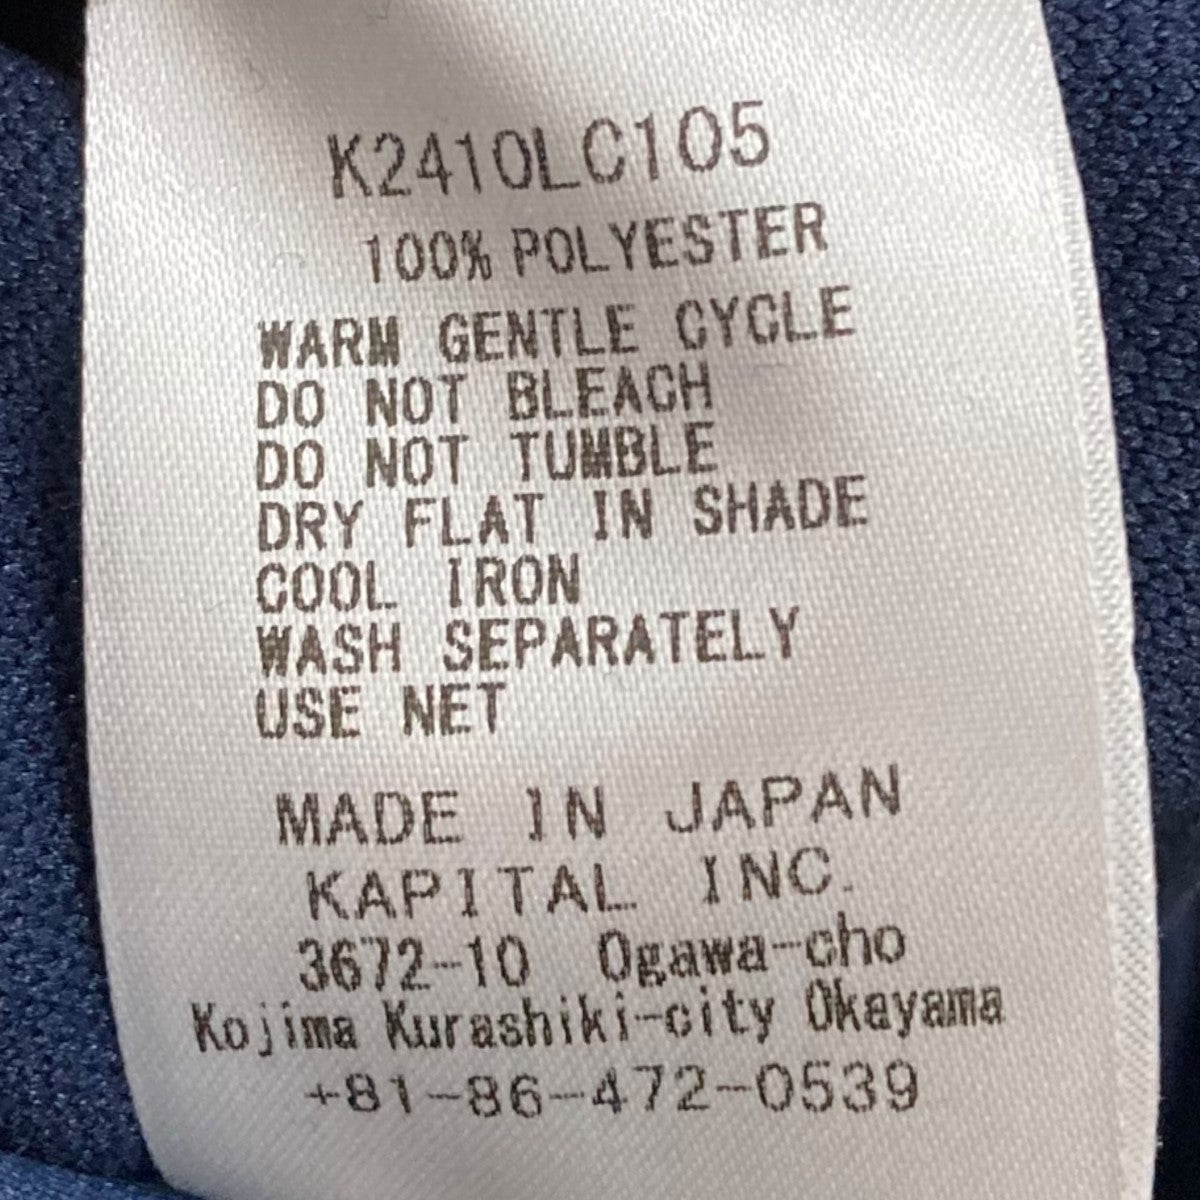 K2410LC105
100% POLYESTER
WARM GENTLE CYCLE
DO NOT BLEACH
DO NOT TUMBLE
DRY FLAT IN SHADE
COOL IRON
WASH SEPARATELY
USE NET
MADE IN JAPAN
KAPITAL INC.
3672-10 Ogawa-cho
Kojima Kurashiki-city Okayama
+81-86-472-0539